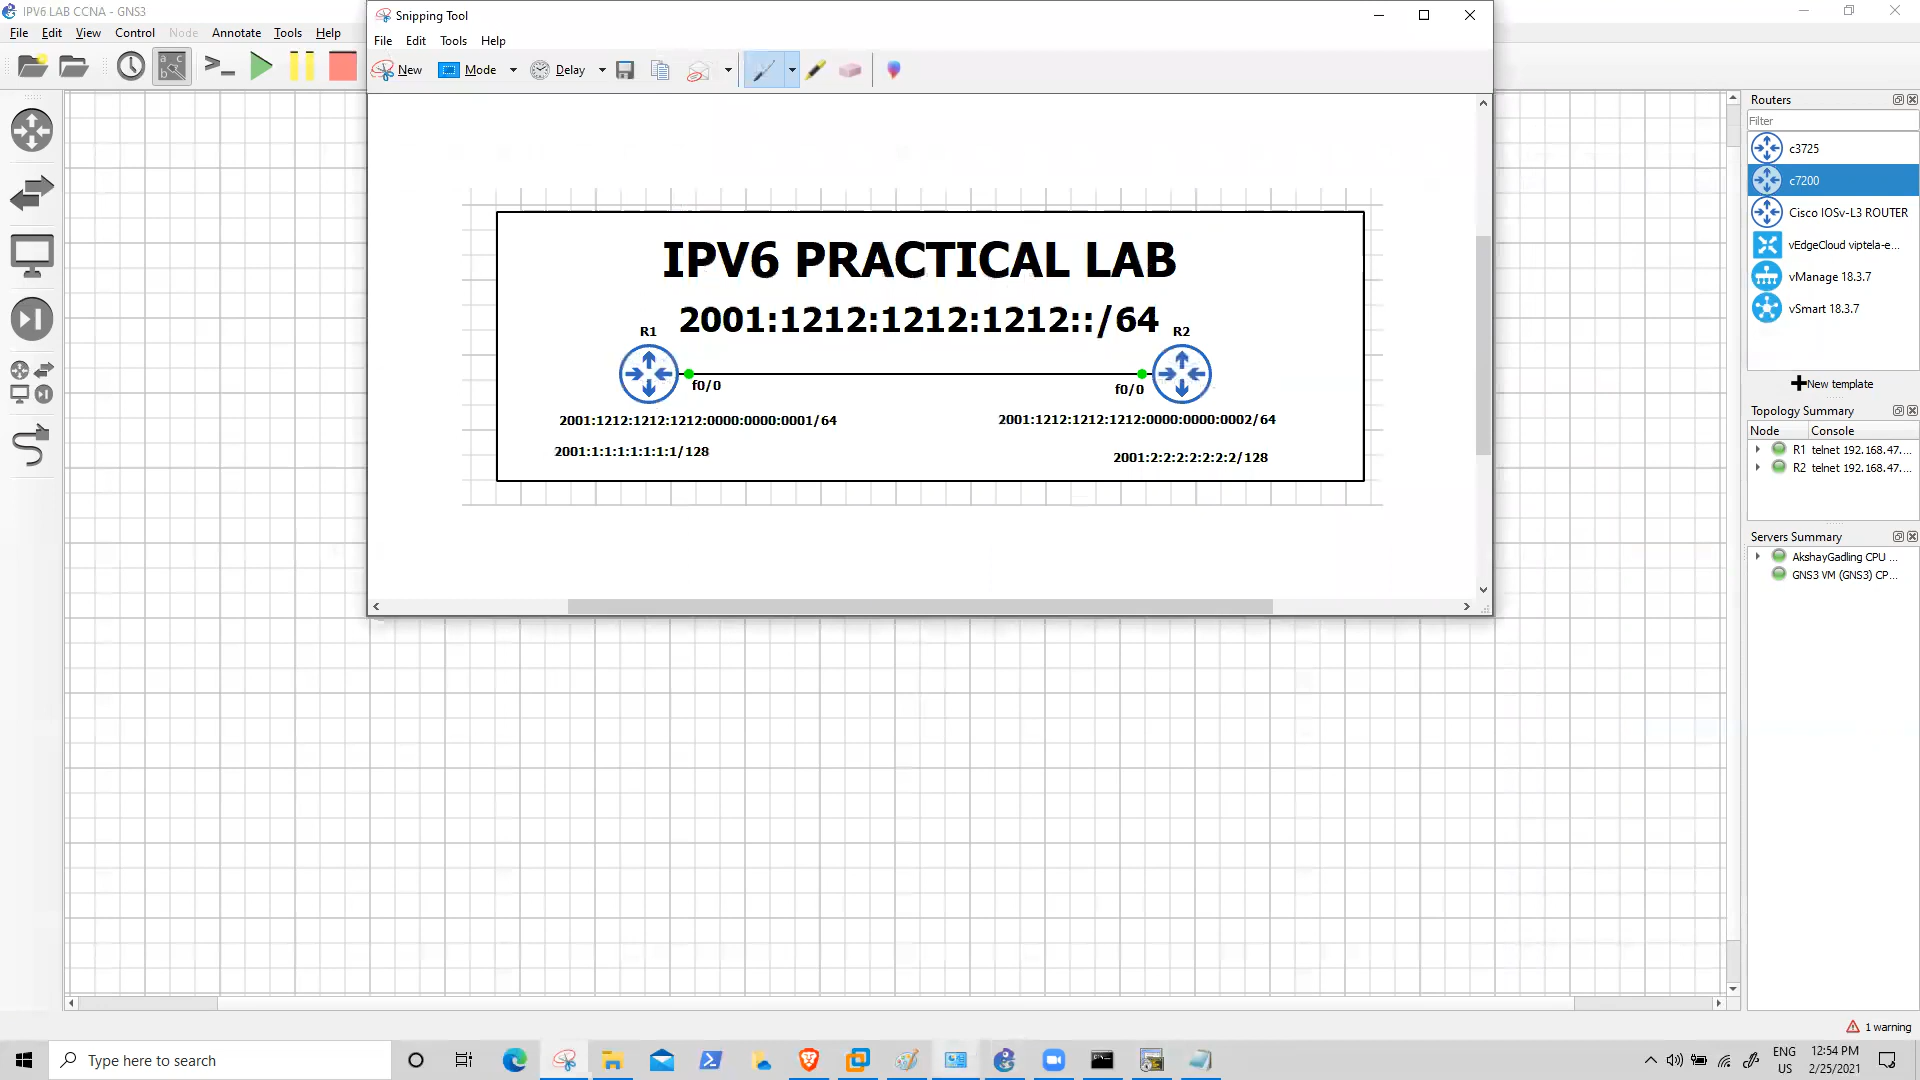 IPV6 LAB CCNA - GNS3
File Edit View Control Node Annotate Tools Help
Snipping Tool
File Edit Tools Help
New Mode Delay
IPV6 PRACTICAL LAB
2001:1212:1212:1212::/64
R1
R2
f0/0
f0/0
2001:1212:1212:1212:0000:0000:0001/64
2001:1212:1212:1212:0000:0000:0002/64
2001:1:1:1:1:1:1:1/128
2001:2:2:2:2:2:2:2/128
Routers
Filter
c3725
c7200
Cisco IOSv-L3 ROUTER
vEdgeCloud viptela-e...
vManage 18.3.7
vSmart 18.3.7
New template
Topology Summary
Node Console
R1 telnet 192.168.47....
R2 telnet 192.168.47....
Servers Summary
AkshayGadling CPU ...
GNS3 VM (GNS3) CP...
1 warning
Type here to search
ENG
US
12:54 PM
2/25/2021